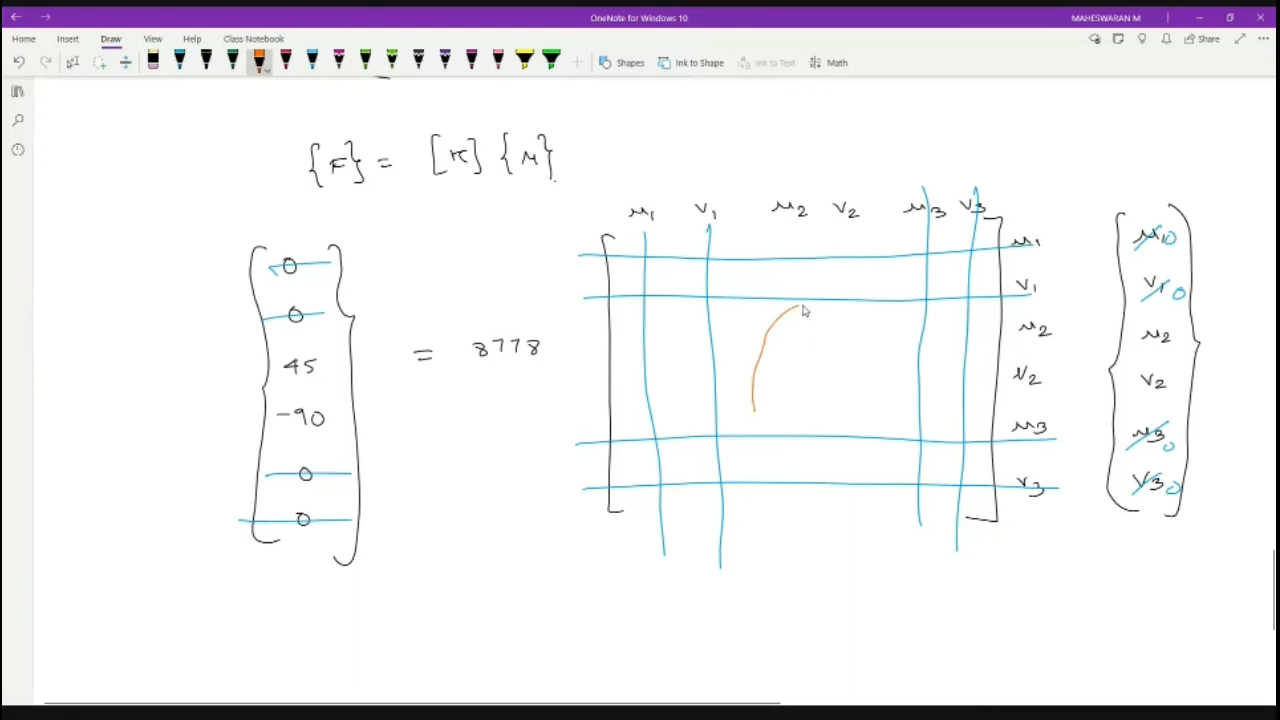 OneNote for Windows 10
MAHESWARAN M
Home Insert Draw View Help Class Notebook
Share
Shapes Ink to Shape Ink to Text Math
{F} = [K] {u}
u1 v1 u2 v2 u3 v3
0 u1 u1 0
0 v1 v1 0
45 = 8778 u2 u2
-90 v2 v2
0 u3 u3 0
0 v3 v3 0